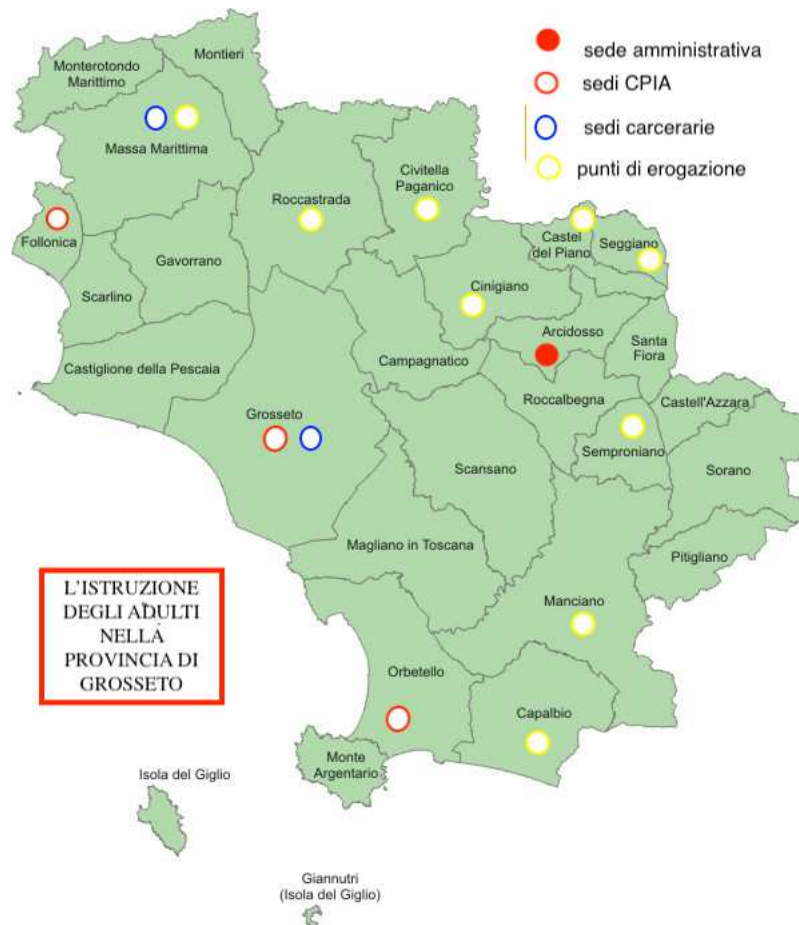 Montieri
Monterotondo
Marittimo
sede amministrativa
sedi CPIA
sedi carcerarie
punti di erogazione
Massa Marittima
Civitella
Paganico
Roccastrada
Follonica
Castel
del Piano
Seggiano
Gavorrano
Cinigiano
Scarlino
Arcidosso
Santa
Fiora
Castiglione della Pescaia
Campagnatico
Roccalbegna
Castell'Azzara
Grosseto
Semproniano
Scansano
Sorano
Magliano in Toscana
Pitigliano
L'ISTRUZIONE
DEGLI ADULTI
NELLA
PROVINCIA DI
GROSSETO
Manciano
Orbetello
Capalbio
Monte
Argentario
Isola del Giglio
Giannutri
(Isola del Giglio)